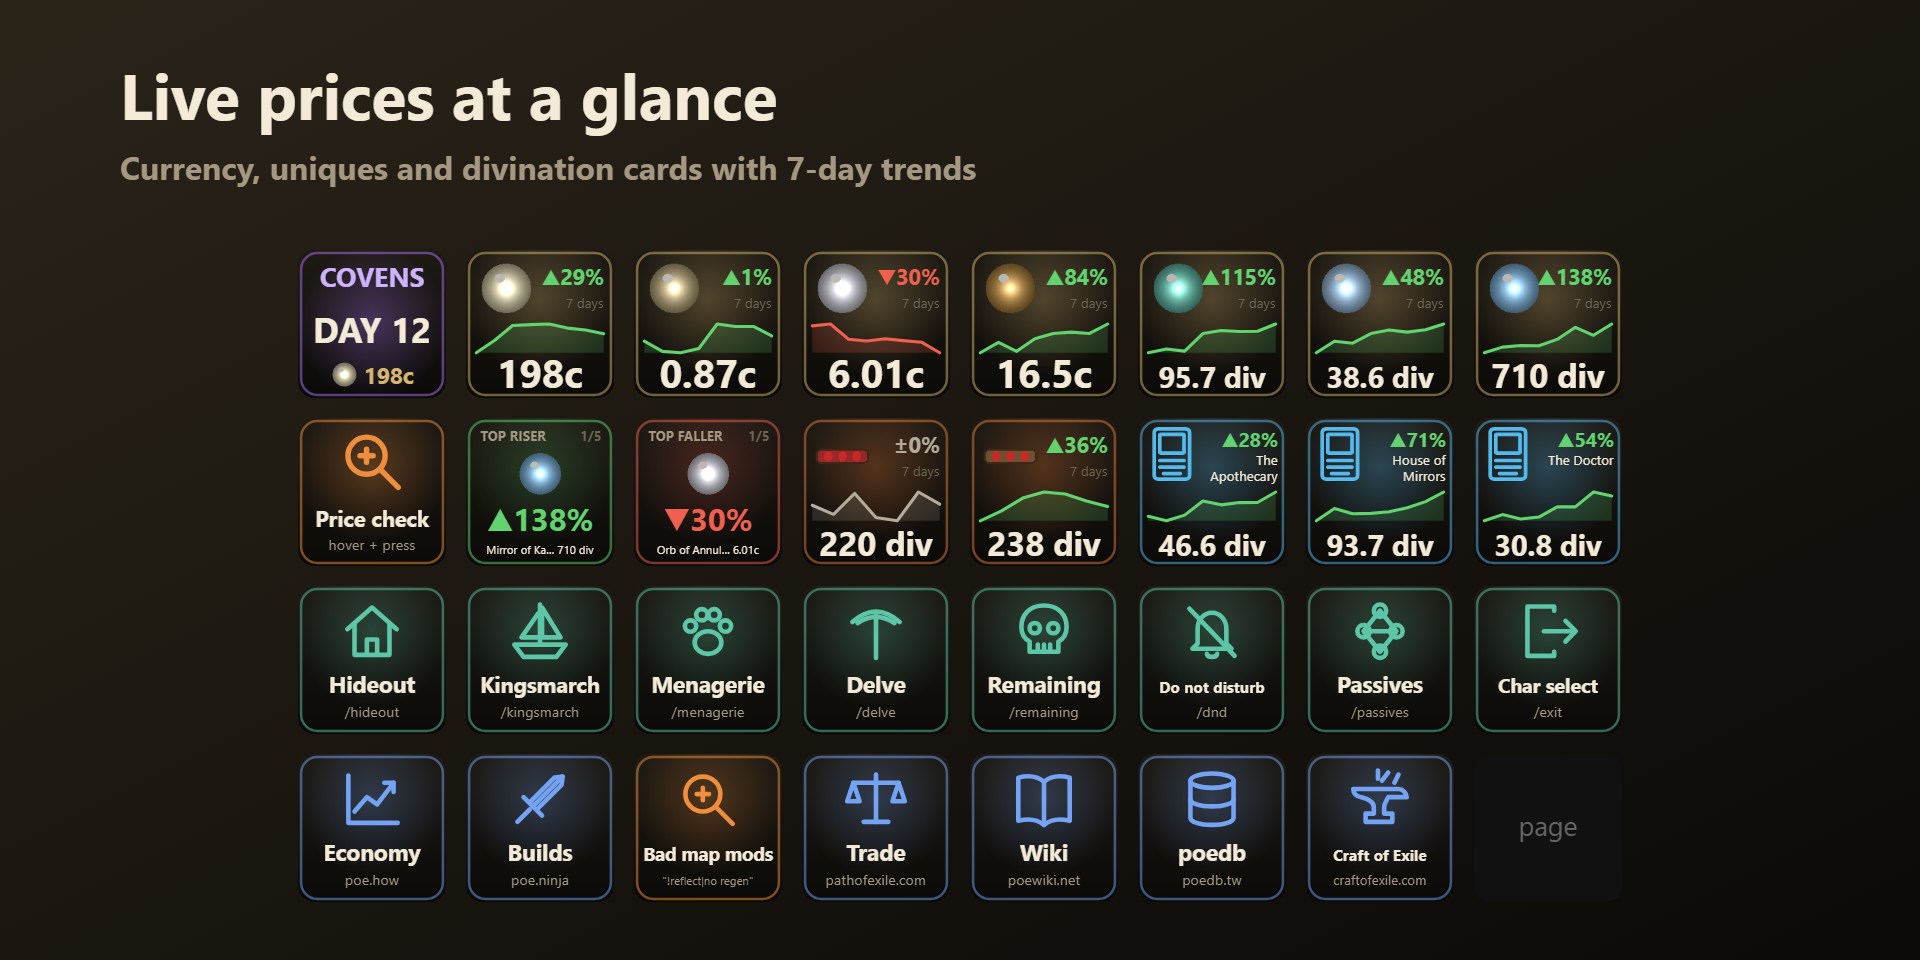 Live prices at a glance
Currency, uniques and divination cards with 7-day trends
COVENS
DAY 12
198c
▲29%
7 days
198c
▲1%
7 days
0.87c
▼30%
7 days
6.01c
▲84%
7 days
16.5c
▲115%
7 days
95.7 div
▲48%
7 days
38.6 div
▲138%
7 days
710 div
Price check
hover + press
TOP RISER 1/5
▲138%
Mirror of Ka... 710 div
TOP FALLER 1/5
▼30%
Orb of Annul... 6.01c
±0%
7 days
220 div
▲36%
7 days
238 div
▲28%
The
Apothecary
46.6 div
▲71%
House of
Mirrors
93.7 div
▲54%
The Doctor
30.8 div
Hideout
/hideout
Kingsmarch
/kingsmarch
Menagerie
/menagerie
Delve
/delve
Remaining
/remaining
Do not disturb
/dnd
Passives
/passives
Char select
/exit
Economy
poe.how
Builds
poe.ninja
Bad map mods
"!reflect|no regen"
Trade
pathofexile.com
Wiki
poewiki.net
poedb
poedb.tw
Craft of Exile
craftofexile.com
page